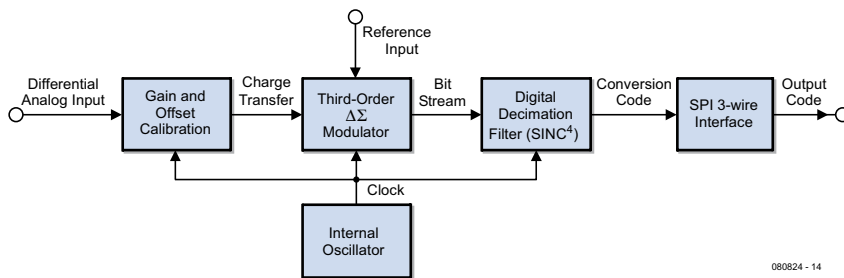 Reference
Input
Differential
Analog Input
Gain and
Offset
Calibration
Charge
Transfer
Third-Order
ΔΣ
Modulator
Bit
Stream
Digital
Decimation
Filter (SINC⁴)
Conversion
Code
SPI 3-wire
Interface
Output
Code
Clock
Internal
Oscillator
080824 - 14